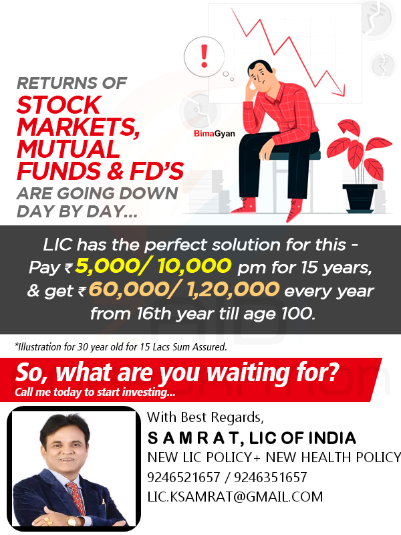 RETURNS OF
STOCK
MARKETS,
MUTUAL
FUNDS & FD'S
ARE GOING DOWN
DAY BY DAY...
!
BimaGyan
LIC has the perfect solution for this -
Pay ₹5,000/ 10,000 pm for 15 years,
& get ₹60,000/ 1,20,000 every year
from 16th year till age 100.
*Illustration for 30 year old for 15 Lacs Sum Assured.
So, what are you waiting for?
Call me today to start investing...
With Best Regards,
S A M R A T, LIC OF INDIA
NEW LIC POLICY+ NEW HEALTH POLICY
9246521657 / 9246351657
LIC.KSAMRAT@GMAIL.COM